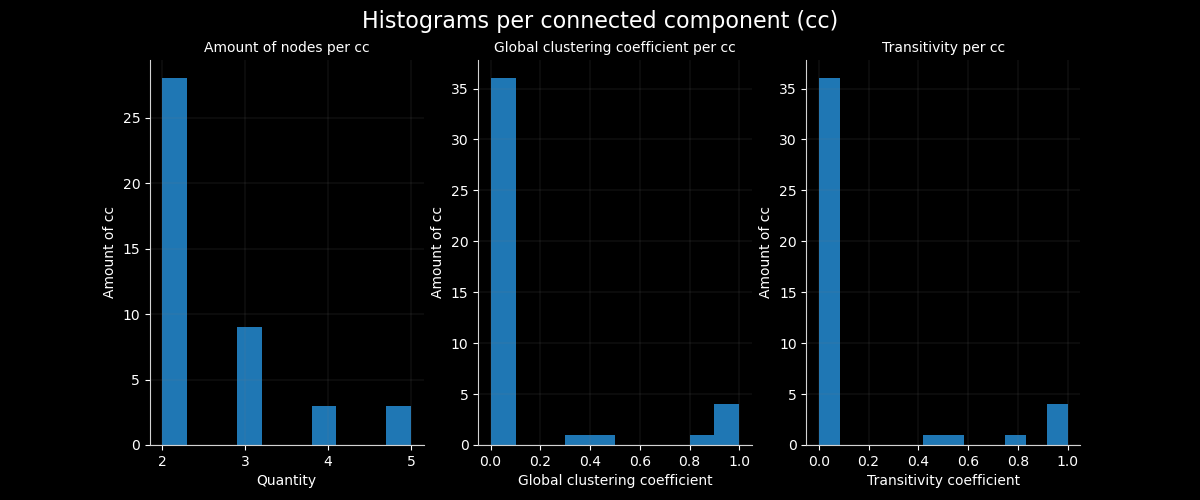 Histograms per connected component (cc)
Amount of nodes per cc
Global clustering coefficient per cc
Transitivity per cc
Amount of cc
25
20
15
10
5
0
2 3 4 5
Quantity
Amount of cc
35
30
25
20
15
10
5
0
0.0 0.2 0.4 0.6 0.8 1.0
Global clustering coefficient
Amount of cc
35
30
25
20
15
10
5
0
0.0 0.2 0.4 0.6 0.8 1.0
Transitivity coefficient